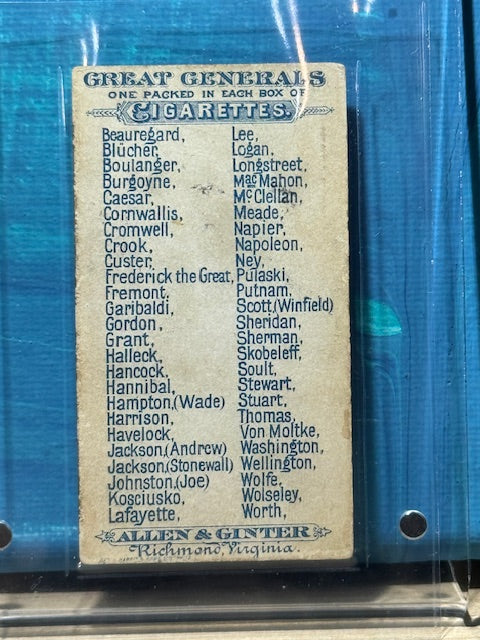 GREAT GENERALS
ONE PACKED IN EACH BOX OF
CIGARETTES.
Beauregard,
Blücher,
Boulanger,
Burgoyne,
Caesar,
Cornwallis,
Cromwell,
Crook,
Custer,
Frederick the Great,
Fremont,
Garibaldi,
Gordon,
Grant,
Halleck,
Hancock,
Hannibal,
Hampton,(Wade)
Harrison,
Havelock,
Jackson,(Andrew)
Jackson,(Stonewall)
Johnston,(Joe)
Kosciusko,
Lafayette,
Lee,
Logan,
Longstreet,
MacMahon,
McClellan,
Meade,
Napier,
Napoleon,
Ney,
Pulaski,
Putnam,
Scott,(Winfield)
Sheridan,
Sherman,
Skobeleff,
Soult,
Stewart,
Stuart,
Thomas,
Von Moltke,
Washington,
Wellington,
Wolfe,
Wolseley,
Worth,
ALLEN & GINTER
Richmond, Virginia.